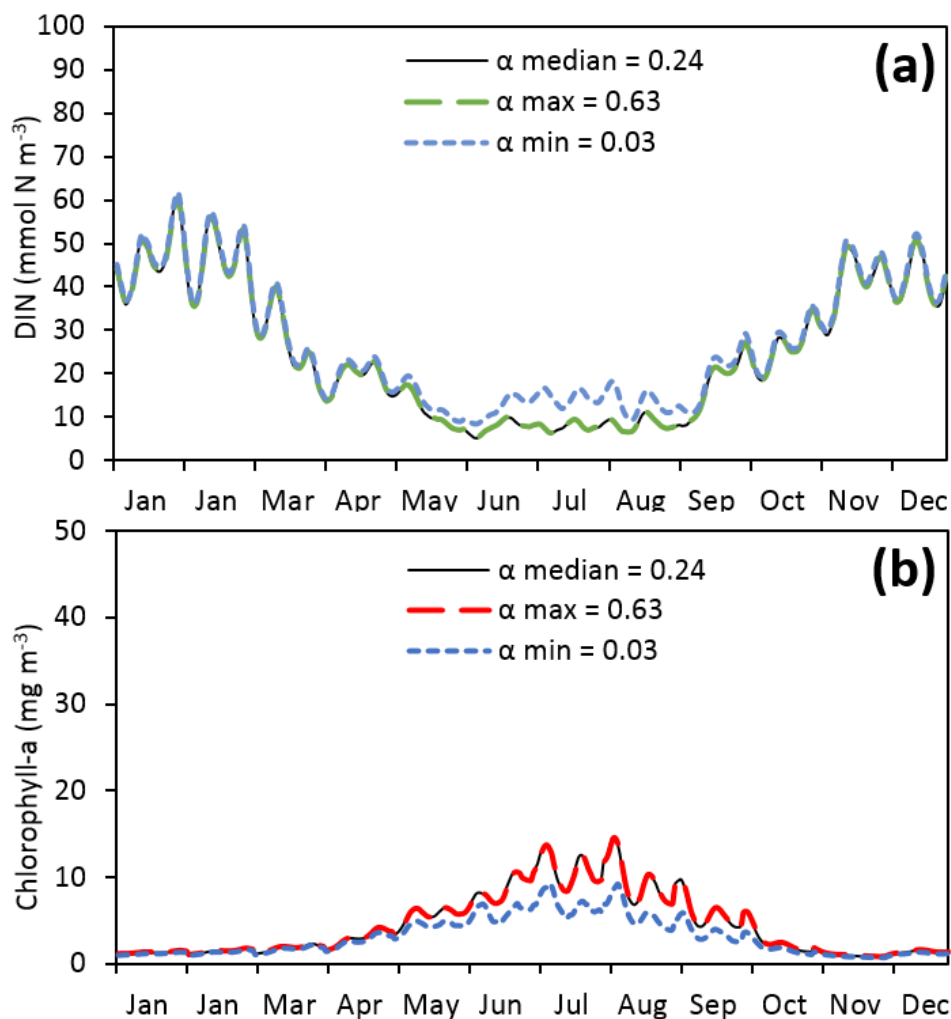 (a)
α median = 0.24
α max = 0.63
α min = 0.03
DIN (mmol N m⁻³)
100
90
80
70
60
50
40
30
20
10
0
Jan Jan Mar Apr May Jun Jul Aug Sep Oct Nov Dec
(b)
α median = 0.24
α max = 0.63
α min = 0.03
Chlorophyll-a (mg m⁻³)
50
40
30
20
10
0
Jan Jan Mar Apr May Jun Jul Aug Sep Oct Nov Dec